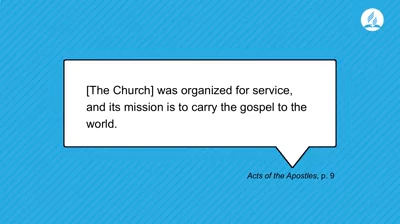 [The Church] was organized for service,
and its mission is to carry the gospel to the
world.
Acts of the Apostles, p. 9